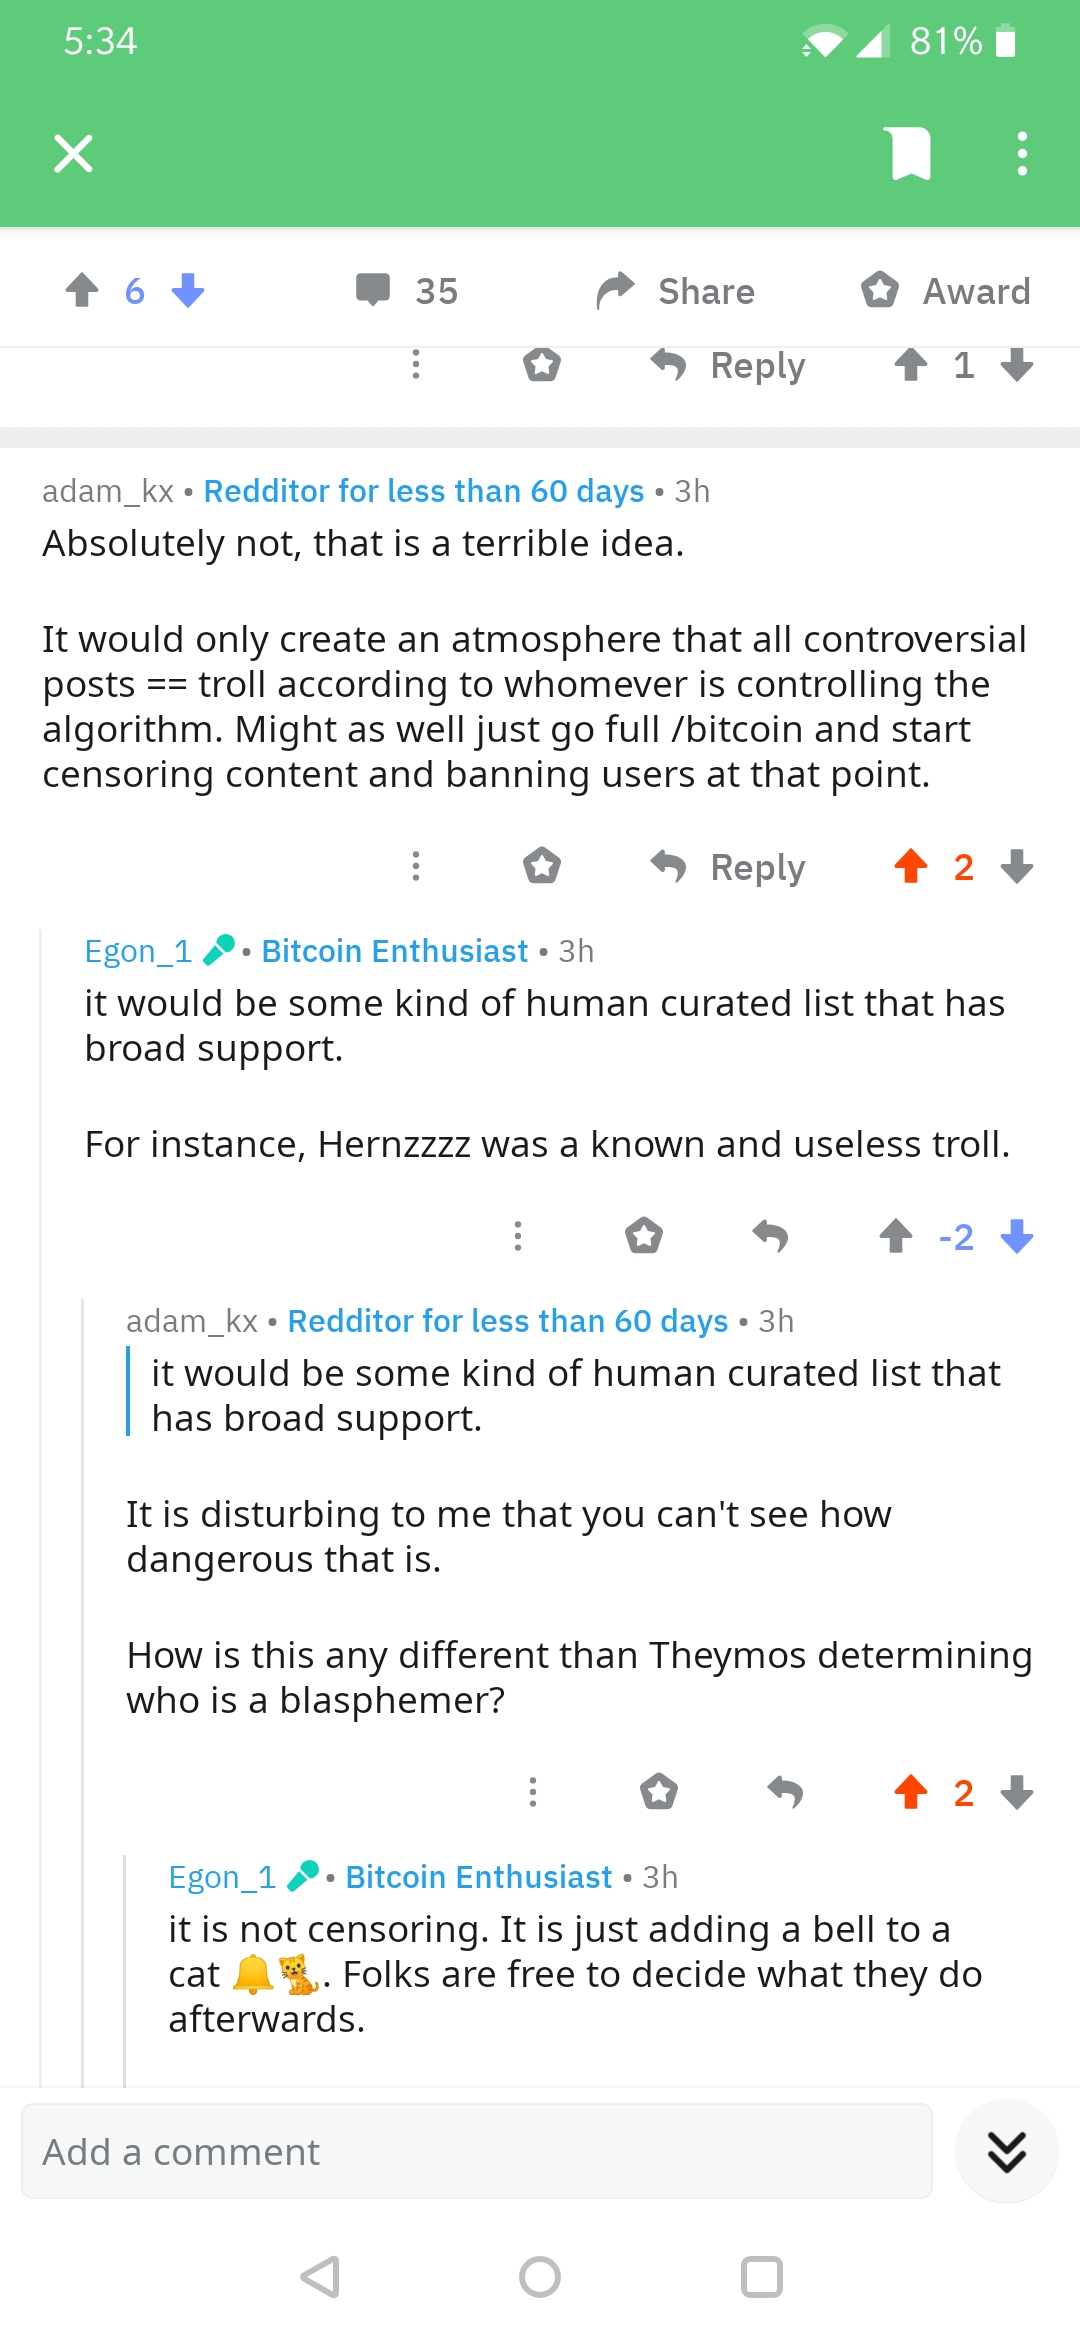 5:34
81%
6
35
Share
Award
Reply
1
adam_kx • Redditor for less than 60 days • 3h
Absolutely not, that is a terrible idea.
It would only create an atmosphere that all controversial
posts == troll according to whomever is controlling the
algorithm. Might as well just go full /bitcoin and start
censoring content and banning users at that point.
Reply
2
Egon_1 🎤 • Bitcoin Enthusiast • 3h
it would be some kind of human curated list that has
broad support.
For instance, Hernzzzz was a known and useless troll.
-2
adam_kx • Redditor for less than 60 days • 3h
it would be some kind of human curated list that
has broad support.
It is disturbing to me that you can't see how
dangerous that is.
How is this any different than Theymos determining
who is a blasphemer?
2
Egon_1 🎤 • Bitcoin Enthusiast • 3h
it is not censoring. It is just adding a bell to a
cat 🔔🐈. Folks are free to decide what they do
afterwards.
Add a comment